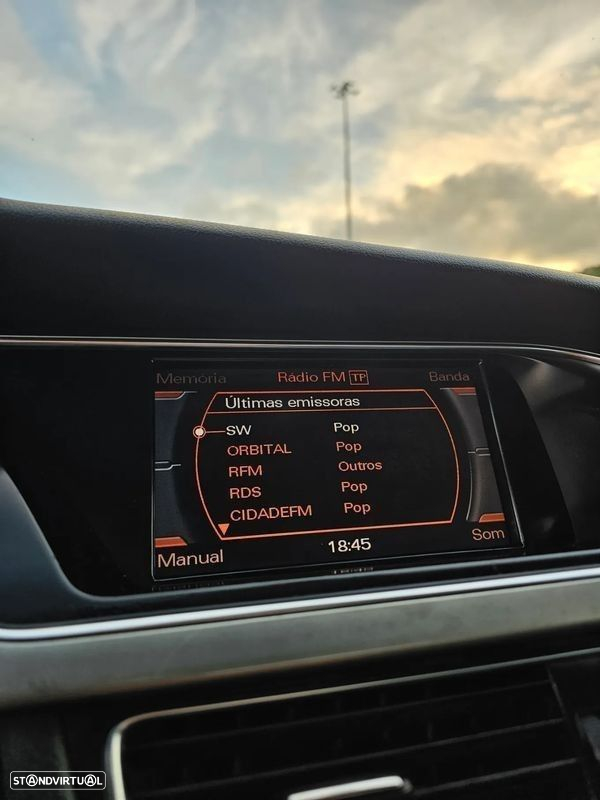 Memória Rádio FM TP Banda
Últimas emissoras
SW Pop
ORBITAL Pop
RFM Outros
RDS Pop
CIDADEFM Pop
Manual 18:45 Som
STANDVIRTUAL